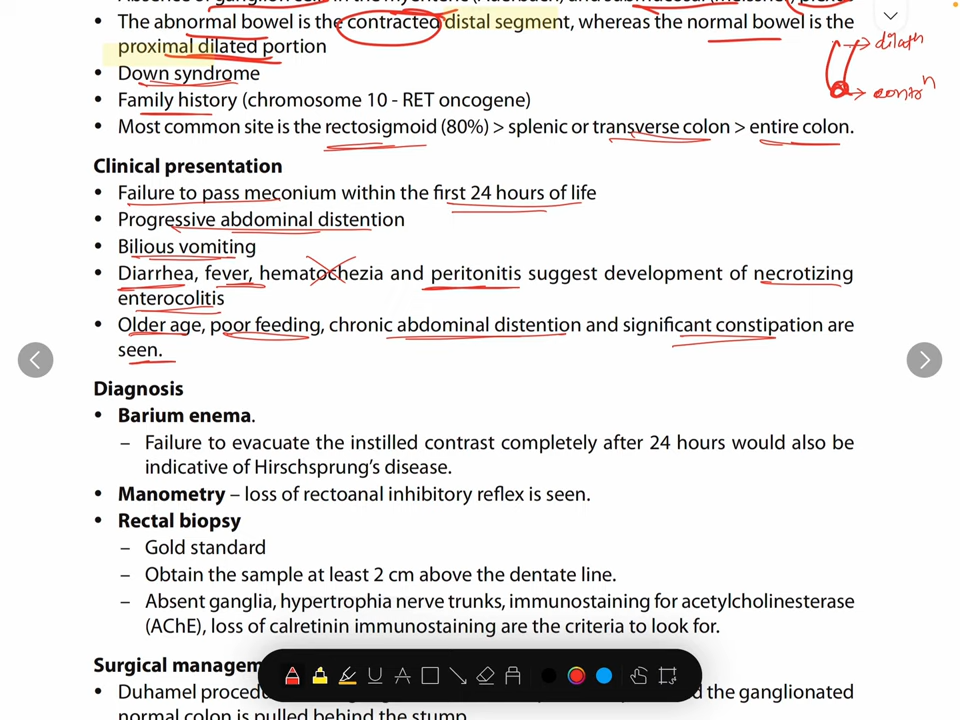 • The abnormal bowel is the contracted distal segment, whereas the normal bowel is the
proximal dilated portion
• Down syndrome
• Family history (chromosome 10 - RET oncogene)
• Most common site is the rectosigmoid (80%) > splenic or transverse colon > entire colon.
Clinical presentation
• Failure to pass meconium within the first 24 hours of life
• Progressive abdominal distention
• Bilious vomiting
• Diarrhea, fever, hematochezia and peritonitis suggest development of necrotizing
enterocolitis
• Older age, poor feeding, chronic abdominal distention and significant constipation are
seen.
Diagnosis
• Barium enema.
– Failure to evacuate the instilled contrast completely after 24 hours would also be
indicative of Hirschsprung's disease.
• Manometry – loss of rectoanal inhibitory reflex is seen.
• Rectal biopsy
– Gold standard
– Obtain the sample at least 2 cm above the dentate line.
– Absent ganglia, hypertrophia nerve trunks, immunostaining for acetylcholinesterase
(AChE), loss of calretinin immunostaining are the criteria to look for.
Surgical
• Duhamel the ganglionated
normal colon is pulled behind the stump